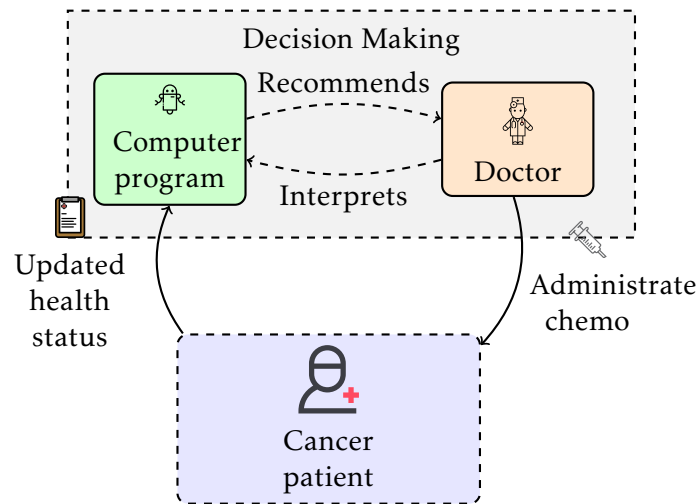 Decision Making
Recommends
Computer
program
Doctor
Interprets
Updated
health
status
Administrate
chemo
Cancer
patient